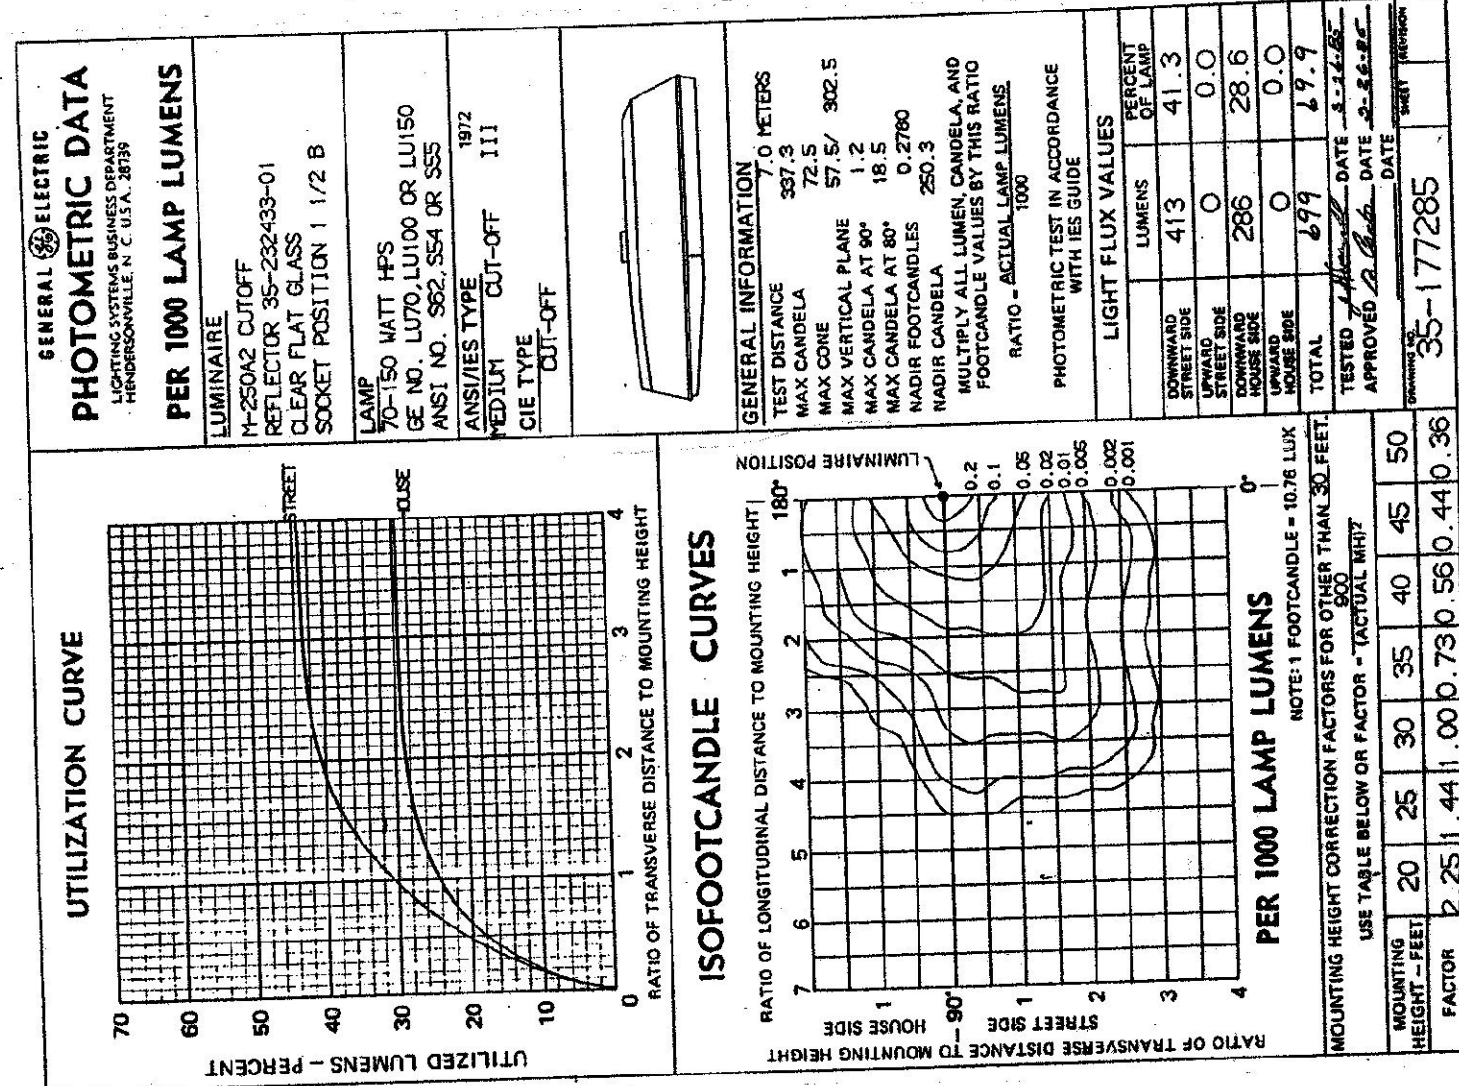 UTILIZATION CURVE
UTILIZED LUMENS - PERCENT
70
60
50
40
30
20
10
0
1
2
3
4
STREET
RATIO OF TRANSVERSE DISTANCE TO MOUNTING HEIGHT
ISOFOOTCANDLE CURVES
RATIO OF LONGITUDINAL DISTANCE TO MOUNTING HEIGHT
7
6
5
4
3
2
1
180°
LUMINAIRE POSITION
RATIO OF TRANSVERSE DISTANCE TO MOUNTING HEIGHT
HOUSE SIDE
STREET SIDE
1
90°
1
2
3
4
0.2
0.1
0.05
0.02
0.01
0.005
0.002
0.001
0°
PER 1000 LAMP LUMENS
NOTE: 1 FOOTCANDLE = 10.76 LUX
MOUNTING HEIGHT CORRECTION FACTORS FOR OTHER THAN 30 FEET.
USE TABLE BELOW OR FACTOR = 900 (ACTUAL MH)²
MOUNTING HEIGHT - FEET 20 25 30 35 40 45 50
FACTOR 2.25 1.44 1.00 0.73 0.56 0.44 0.36
GENERAL GE ELECTRIC
PHOTOMETRIC DATA
LIGHTING SYSTEMS BUSINESS DEPARTMENT
HENDERSONVILLE, N. C. U.S.A. 28739
PER 1000 LAMP LUMENS
LUMINAIRE
M-250A2 CUTOFF
REFLECTOR 35-232433-01
CLEAR FLAT GLASS
SOCKET POSITION 1 1/2 B
LAMP
70-150 WATT HPS
GE NO. LU70,LU100 OR LU150
ANSI NO. S62,S54 OR S55
ANSI/IES TYPE 1972
MEDIUM CUT-OFF III
CIE TYPE
CUT-OFF
GENERAL INFORMATION
TEST DISTANCE 7.0 METERS
MAX CANDELA 337.3
MAX CONE 72.5
MAX VERTICAL PLANE 57.5/ 302.5
MAX CANDELA AT 90° 1.2
MAX CANDELA AT 80° 18.5
NADIR FOOTCANDLES 0.2780
NADIR CANDELA 250.3
MULTIPLY ALL LUMEN, CANDELA, AND
FOOTCANDLE VALUES BY THIS RATIO
RATIO = ACTUAL LAMP LUMENS
1000
PHOTOMETRIC TEST IN ACCORDANCE
WITH IES GUIDE
LIGHT FLUX VALUES
LUMENS PERCENT OF LAMP
DOWNWARD STREET SIDE 413 41.3
UPWARD STREET SIDE 0 0.0
DOWNWARD HOUSE SIDE 286 28.6
UPWARD HOUSE SIDE 0 0.0
TOTAL 699 69.9
TESTED DATE
APPROVED DATE 2-26-85
DATE
DRAWING NO. 35-177285
SHEET
REVISION